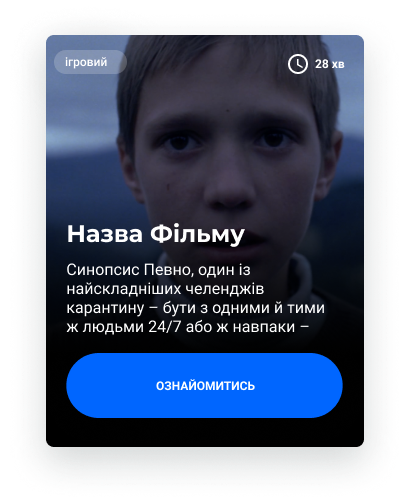 ігровий
28 хв
Назва Фільму
Синопсис Певно, один із
найскладніших челенджів
карантину – бути з одними й тими
ж людьми 24/7 або ж навпаки –
ОЗНАЙОМИТИСЬ